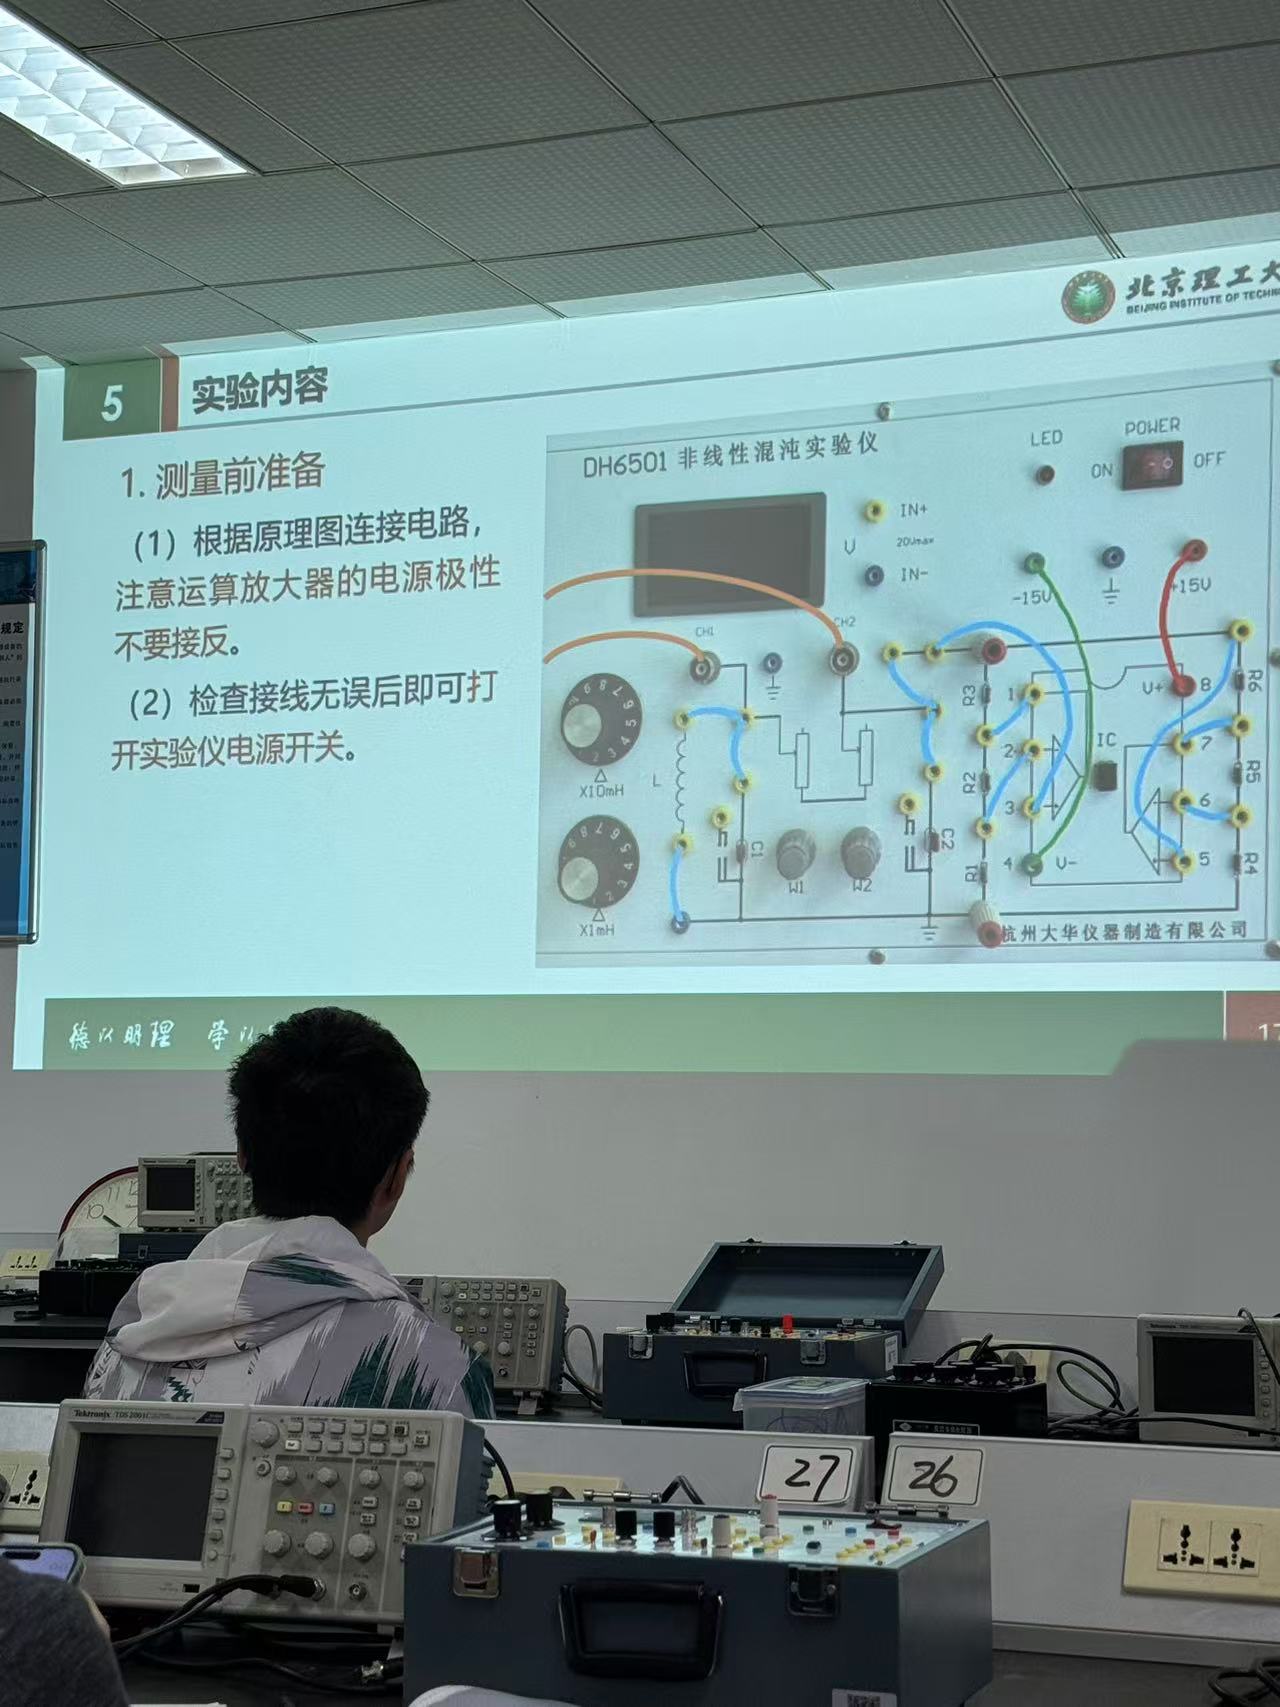 北京理工大
BEIJING INSTITUTE OF TECHN
5
实验内容
1. 测量前准备
（1）根据原理图连接电路，
注意运算放大器的电源极性
不要接反。
（2）检查接线无误后即可打
开实验仪电源开关。
DH6501 非线性混沌实验仪
LED
POWER
ON
OFF
IN+
V
20Vmax
IN-
-15V
+15V
CH1
CH2
X10mH
X1mH
L
C1
W1
W2
C2
R3
R2
R1
1
2
3
4
V-
IC
V+
8
7
6
5
R6
R5
R4
杭州大华仪器制造有限公司
德以明理 学以
17
规定
Tektronix TDS 2001C
27
26